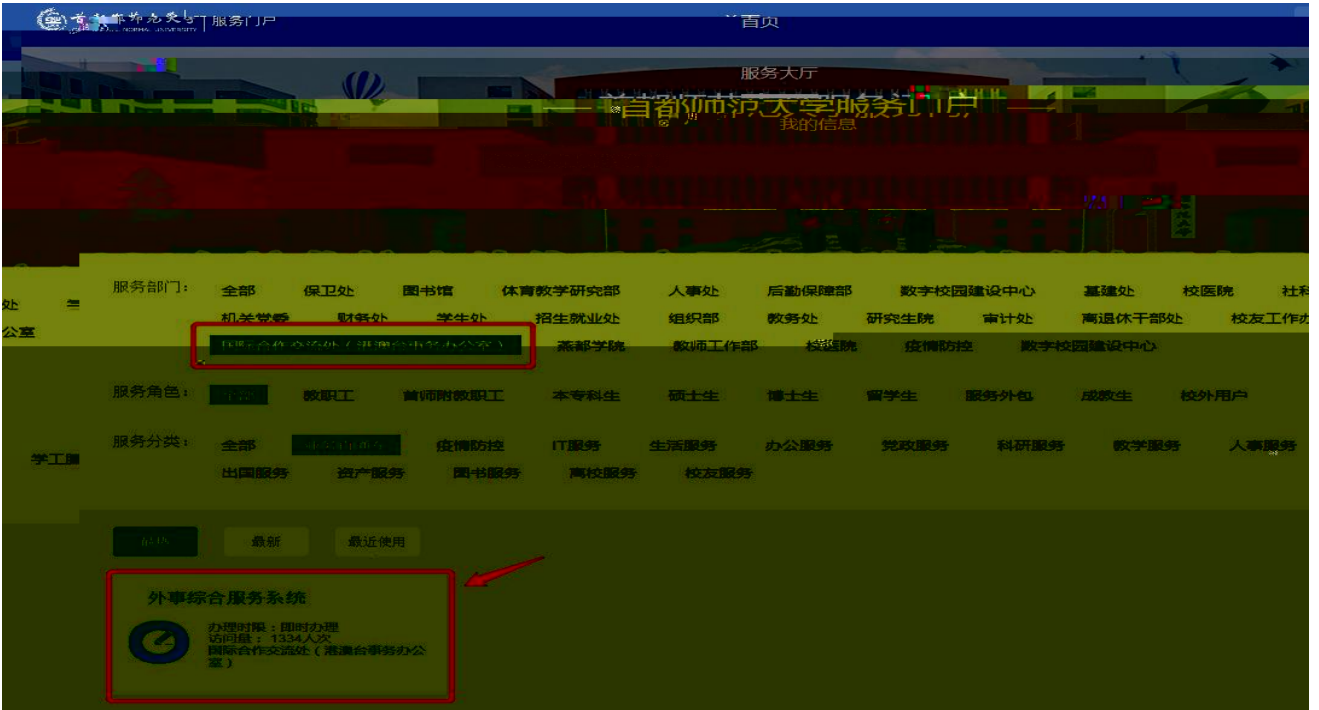 首都师范大学 服务门户
首页
服务大厅
首都师范大学服务门户
我的信息
服务部门： 全部 保卫处 图书馆 体育教学研究部 人事处 后勤保障部 数字校园建设中心 基建处 校医院 社科
处
机关党委 财务处 学生处 招生就业处 组织部 教务处 研究生院 审计处 离退休干部处 校友工作办
公室
国际合作交流处（港澳台事务办公室） 燕都学院 教师工作部 校医院 疫情防控 数字校园建设中心
服务角色： 教职工 首师附教职工 本专科生 硕士生 博士生 留学生 服务外包 成教生 校外用户
服务分类： 全部 疫情防控 IT服务 生活服务 办公服务 党政服务 科研服务 教学服务 人事服务
学工服
出国服务 资产服务 图书服务 离校服务 校友服务
最新 最近使用
外事综合服务系统
办理时限：即时办理
访问量：1334人次
国际合作交流处（港澳台事务办公
室）